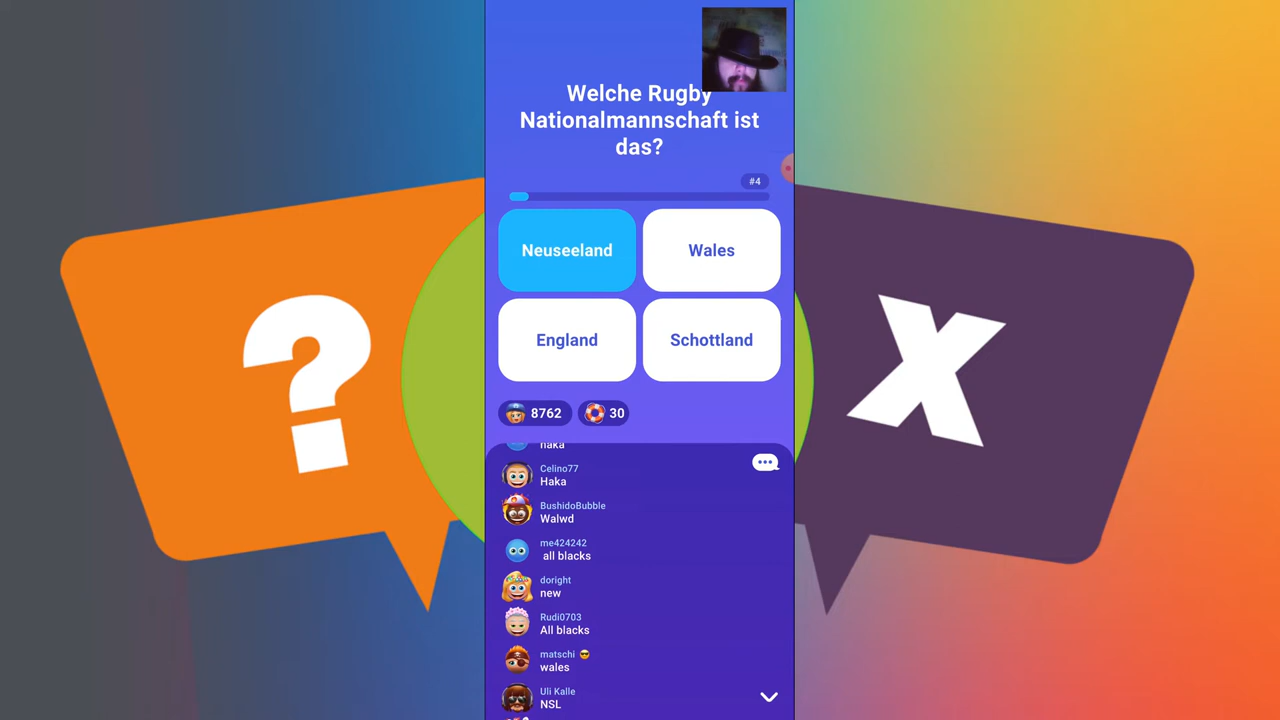 Welche Rugby
Nationalmannschaft ist
das?
#4
Neuseeland
Wales
England
Schottland
8762
30
haka
Celino77
Haka
BushidoBubble
Walwd
me424242
all blacks
doright
new
Rudi0703
All blacks
matschi 😎
wales
Uli Kalle
NSL
?
X